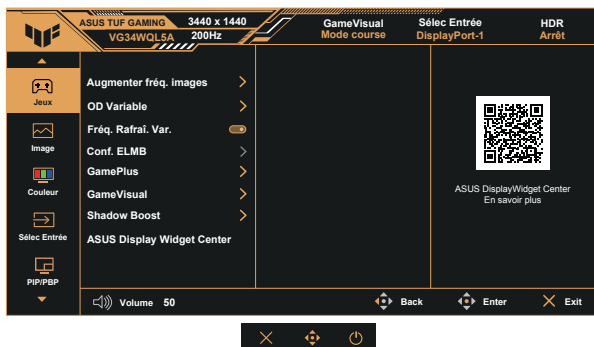 ASUS TUF GAMING 3440 x 1440
VG34WQL5A 200Hz
GameVisual Sélec Entrée HDR
Mode course DisplayPort-1 Arrêt
Jeux
Image
Couleur
Sélec Entrée
PIP/PBP
Augmenter fréq. images
OD Variable
Fréq. Rafraî. Var.
Conf. ELMB
GamePlus
GameVisual
Shadow Boost
ASUS Display Widget Center
ASUS DisplayWidget Center
En savoir plus
Volume 50 Back Enter Exit